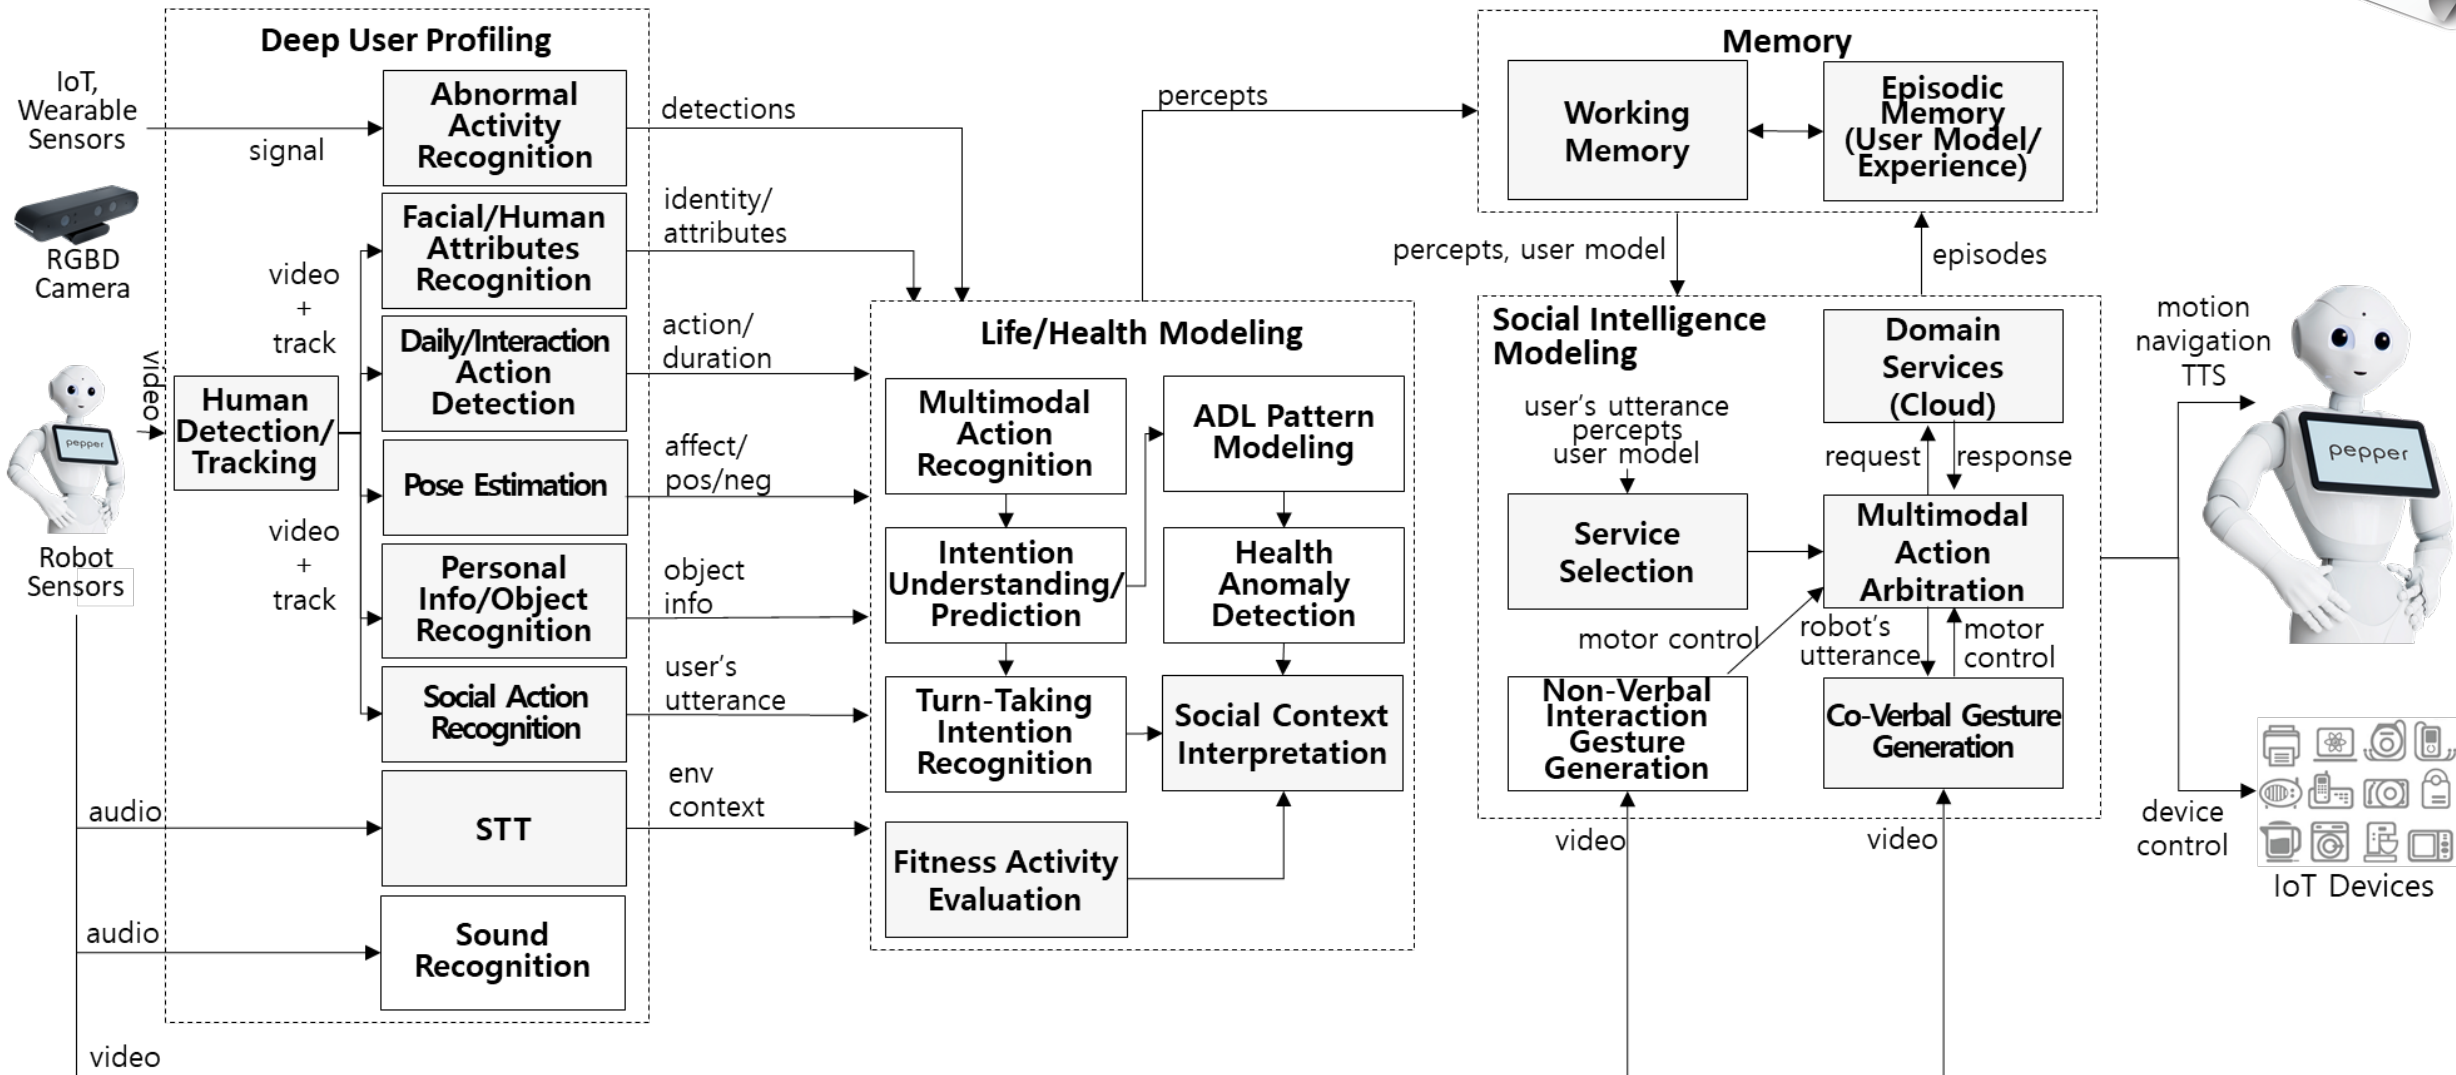 Deep User Profiling
IoT,
Wearable
Sensors
signal
RGBD
Camera
video
pepper
Robot
Sensors
audio
audio
video
Human
Detection/
Tracking
video
+
track
video
+
track
Abnormal
Activity
Recognition
Facial/Human
Attributes
Recognition
Daily/Interaction
Action
Detection
Pose Estimation
Personal
Info/Object
Recognition
Social Action
Recognition
STT
Sound
Recognition
detections
identity/
attributes
action/
duration
affect/
pos/neg
object
info
user's
utterance
env
context
Life/Health Modeling
Multimodal
Action
Recognition
Intention
Understanding/
Prediction
Turn-Taking
Intention
Recognition
Fitness Activity
Evaluation
ADL Pattern
Modeling
Health
Anomaly
Detection
Social Context
Interpretation
percepts
Memory
Working
Memory
Episodic
Memory
(User Model/
Experience)
percepts, user model
episodes
Social Intelligence
Modeling
user's utterance
percepts
user model
Service
Selection
motor control
Non-Verbal
Interaction
Gesture
Generation
Domain
Services
(Cloud)
request
response
Multimodal
Action
Arbitration
robot's
utterance
motor
control
Co-Verbal Gesture
Generation
video
video
motion
navigation
TTS
pepper
device
control
IoT Devices